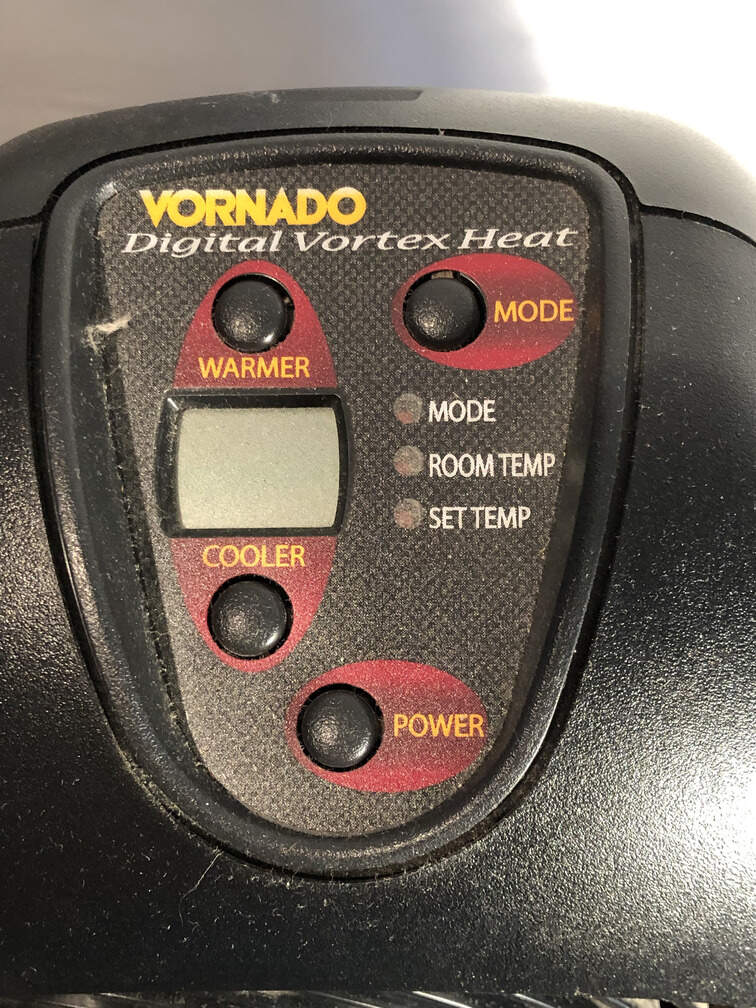 VORNADO
Digital Vortex Heat
WARMER
MODE
MODE
ROOM TEMP
SET TEMP
COOLER
POWER